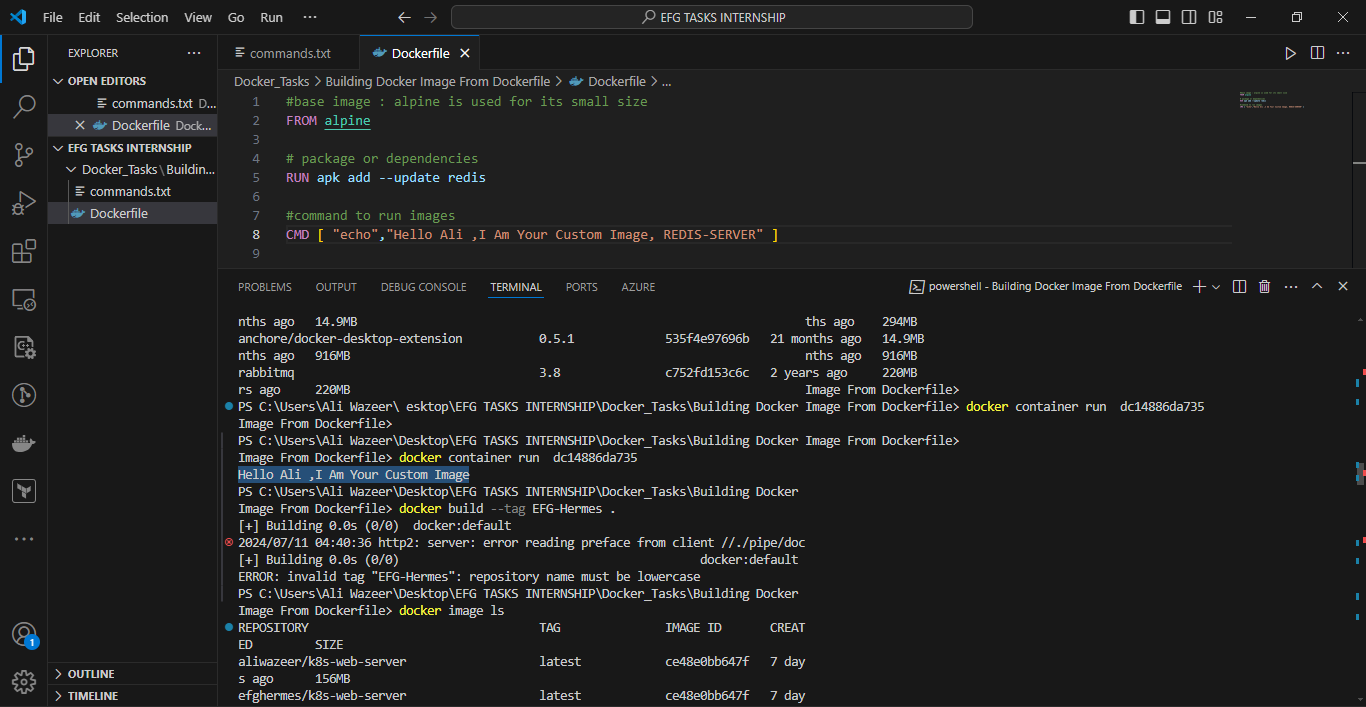 File Edit Selection View Go Run ··· EFG TASKS INTERNSHIP
EXPLORER ···
OPEN EDITORS
commands.txt D...
Dockerfile Dock...
EFG TASKS INTERNSHIP
Docker_Tasks \ Buildin...
commands.txt
Dockerfile
OUTLINE
TIMELINE
1
commands.txt Dockerfile
Docker_Tasks > Building Docker Image From Dockerfile > Dockerfile > ...
1 #base image : alpine is used for its small size
2 FROM alpine
3
4 # package or dependencies
5 RUN apk add --update redis
6
7 #command to run images
8 CMD [ "echo","Hello Ali ,I Am Your Custom Image, REDIS-SERVER" ]
9
PROBLEMS OUTPUT DEBUG CONSOLE TERMINAL PORTS AZURE powershell - Building Docker Image From Dockerfile
nths ago 14.9MB ths ago 294MB
anchore/docker-desktop-extension 0.5.1 535f4e97696b 21 months ago 14.9MB
nths ago 916MB nths ago 916MB
rabbitmq 3.8 c752fd153c6c 2 years ago 220MB
rs ago 220MB Image From Dockerfile>
PS C:\Users\Ali Wazeer\ esktop\EFG TASKS INTERNSHIP\Docker_Tasks\Building Docker Image From Dockerfile> docker container run dc14886da735
Image From Dockerfile>
PS C:\Users\Ali Wazeer\Desktop\EFG TASKS INTERNSHIP\Docker_Tasks\Building Docker Image From Dockerfile>
Image From Dockerfile> docker container run dc14886da735
Hello Ali ,I Am Your Custom Image
PS C:\Users\Ali Wazeer\Desktop\EFG TASKS INTERNSHIP\Docker_Tasks\Building Docker
Image From Dockerfile> docker build --tag EFG-Hermes .
[+] Building 0.0s (0/0) docker:default
2024/07/11 04:40:36 http2: server: error reading preface from client //./pipe/doc
[+] Building 0.0s (0/0) docker:default
ERROR: invalid tag "EFG-Hermes": repository name must be lowercase
PS C:\Users\Ali Wazeer\Desktop\EFG TASKS INTERNSHIP\Docker_Tasks\Building Docker
Image From Dockerfile> docker image ls
REPOSITORY TAG IMAGE ID CREAT
ED SIZE
aliwazeer/k8s-web-server latest ce48e0bb647f 7 day
s ago 156MB
efghermes/k8s-web-server latest ce48e0bb647f 7 day